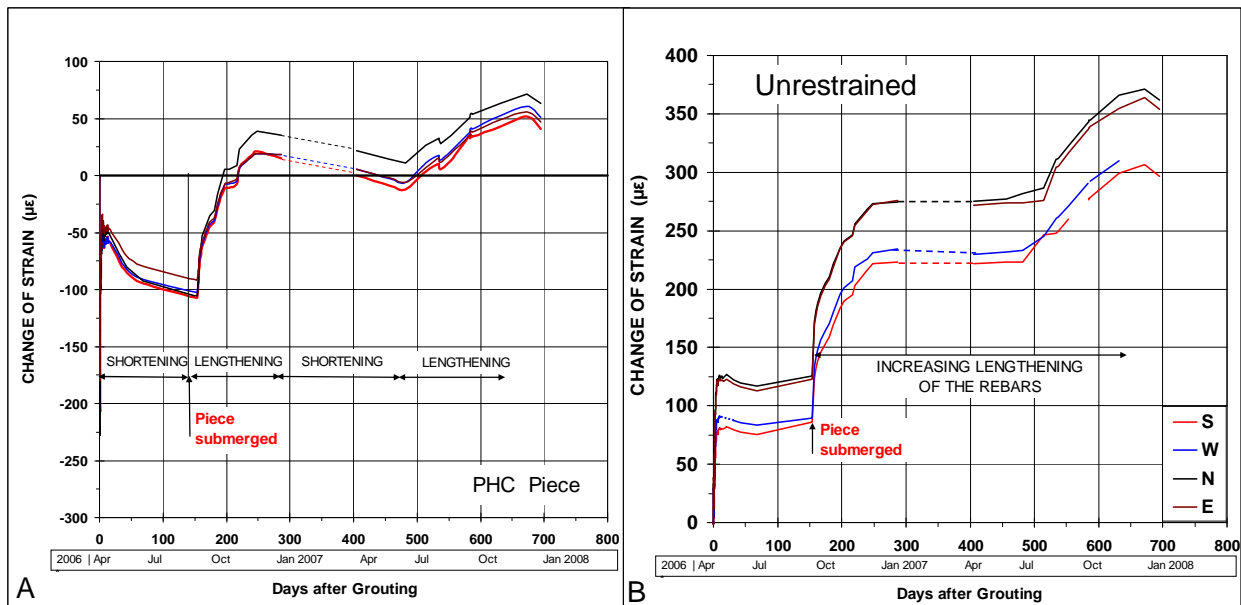 A
CHANGE OF STRAIN (µε)
100
50
0
-50
-100
-150
-200
-250
-300
SHORTENING
LENGTHENING
SHORTENING
LENGTHENING
Piece
submerged
PHC Piece
0 100 200 300 400 500 600 700 800
2006 | Apr Jul Oct Jan 2007 Apr Jul Oct Jan 2008
Days after Grouting
B
CHANGE OF STRAIN (µε)
400
350
300
250
200
150
100
50
0
Unrestrained
INCREASING LENGTHENING
OF THE REBARS
Piece
submerged
S
W
N
E
0 100 200 300 400 500 600 700 800
2006 | Apr Jul Oct Jan 2007 Apr Jul Oct Jan 2008
Days after Grouting